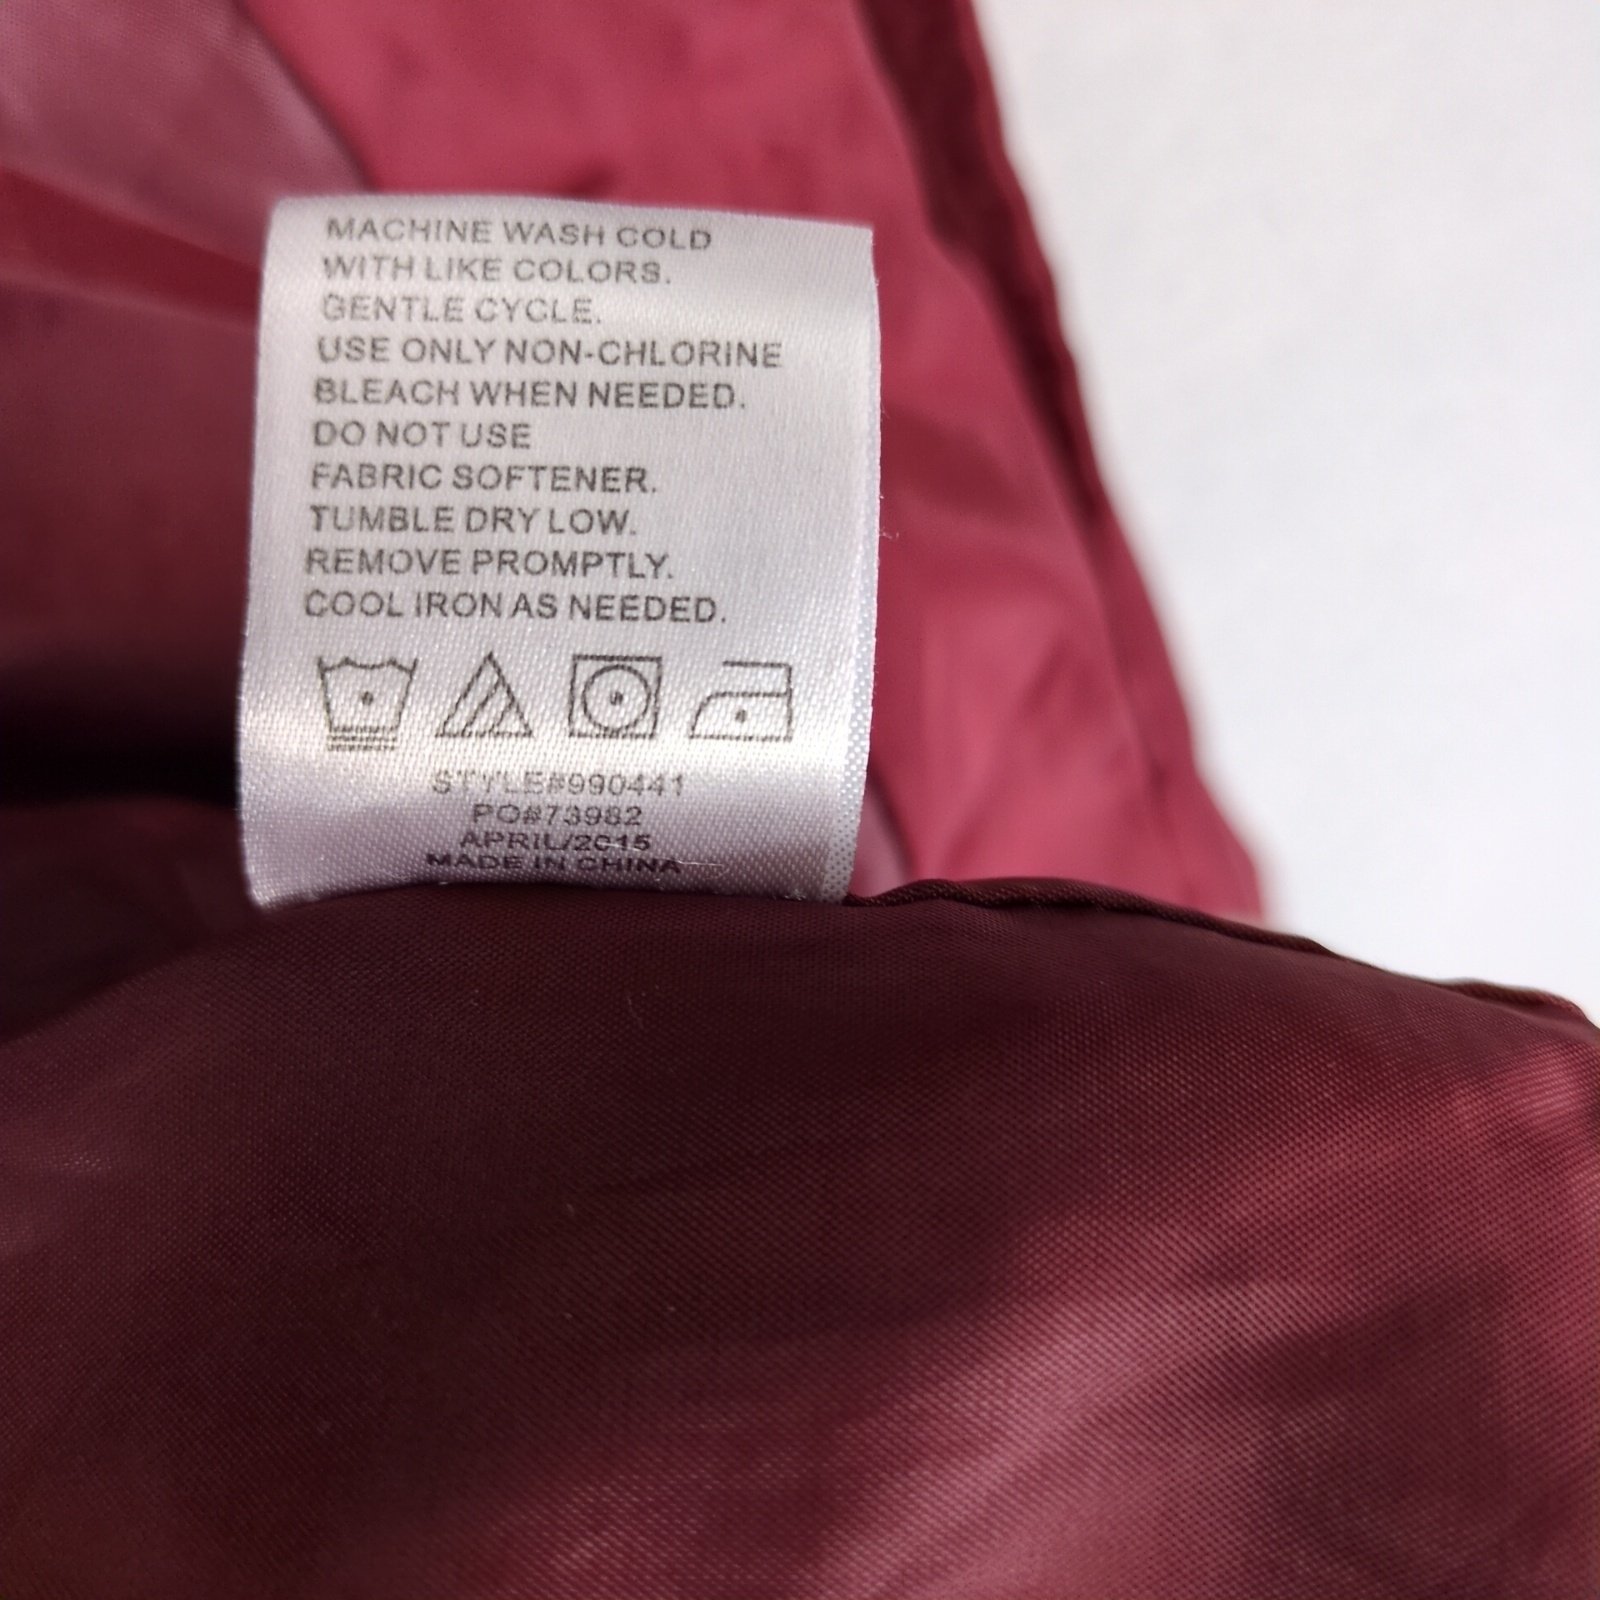 MACHINE WASH COLD
WITH LIKE COLORS.
GENTLE CYCLE.
USE ONLY NON-CHLORINE
BLEACH WHEN NEEDED.
DO NOT USE
FABRIC SOFTENER.
TUMBLE DRY LOW.
REMOVE PROMPTLY.
COOL IRON AS NEEDED.
STYLE#990441
PO#73982
APRIL/2015
MADE IN CHINA